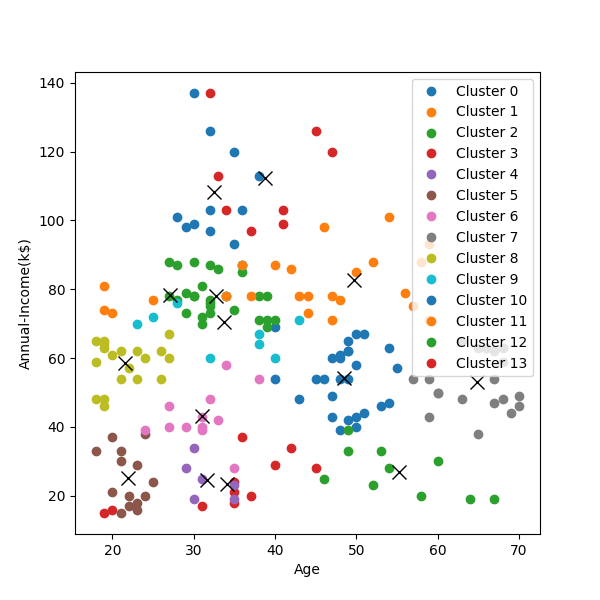 140
120
100
80
60
40
20
Annual-Income(k$)
20 30 40 50 60 70
Age
Cluster 0
Cluster 1
Cluster 2
Cluster 3
Cluster 4
Cluster 5
Cluster 6
Cluster 7
Cluster 8
Cluster 9
Cluster 10
Cluster 11
Cluster 12
Cluster 13